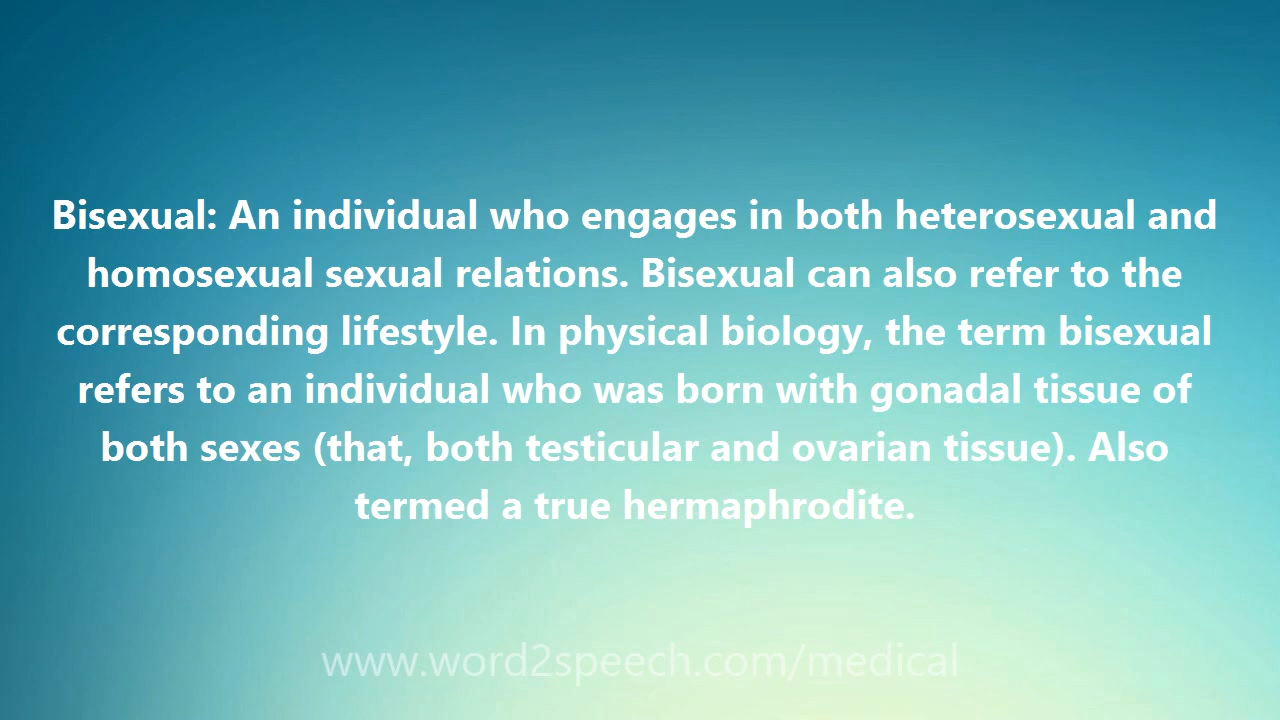 Bisexual: An individual who engages in both heterosexual and
homosexual sexual relations. Bisexual can also refer to the
corresponding lifestyle. In physical biology, the term bisexual
refers to an individual who was born with gonadal tissue of
both sexes (that, both testicular and ovarian tissue). Also
termed a true hermaphrodite.
www.word2speech.com/medical